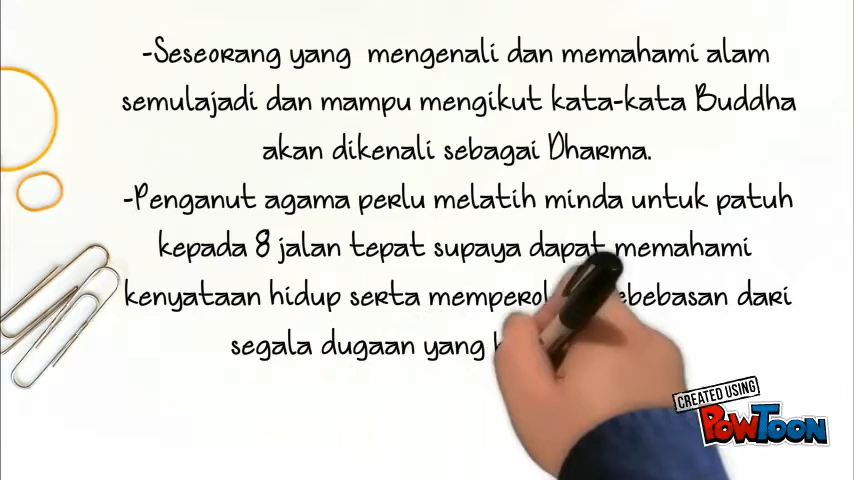 -Seseorang yang mengenali dan memahami alam
semulajadi dan mampu mengikut kata-kata Buddha
akan dikenali sebagai Dharma.
-Penganut agama perlu melatih minda untuk patuh
kepada 8 jalan tepat supaya dapat memahami
kenyataan hidup serta dari
segala dugaan yang
CREATED USING
POWTOON